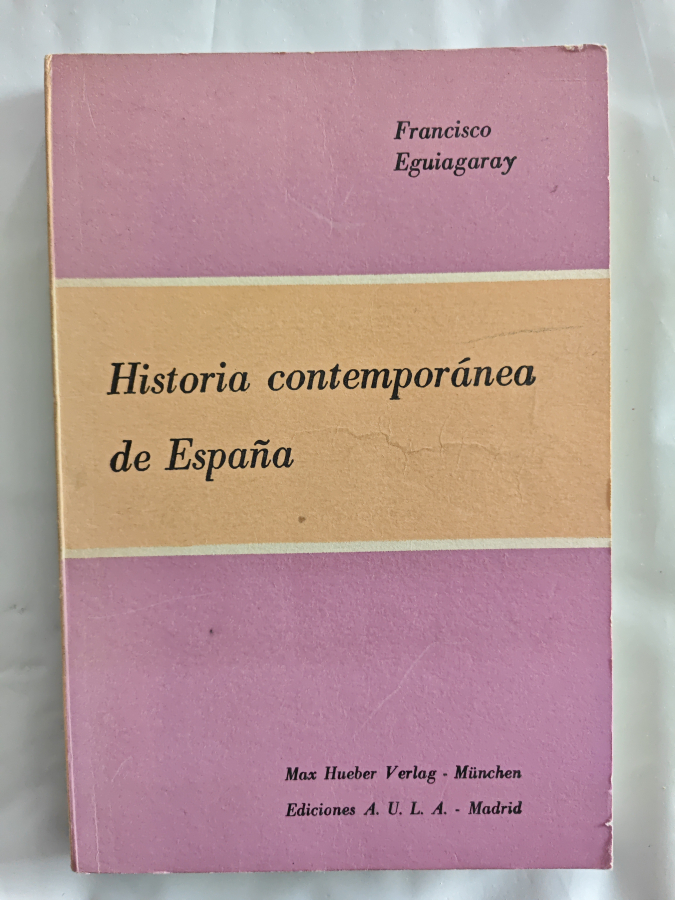 Francisco
Eguiagaray
Historia contemporánea
de España
Max Hueber Verlag - München
Ediciones A. U. L. A. - Madrid